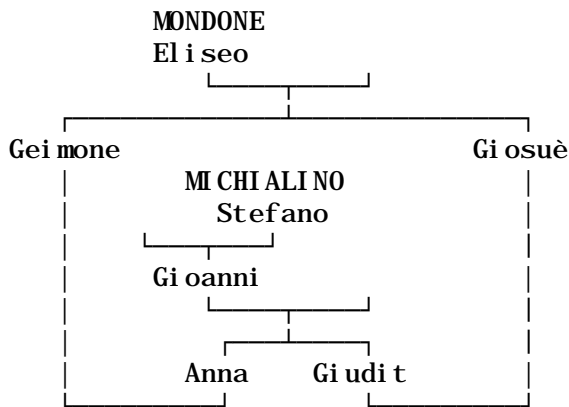 MONDONE
Eliseo
Geimone Giosuè
MICHIALINO
Stefano
Gioanni
Anna Giudit